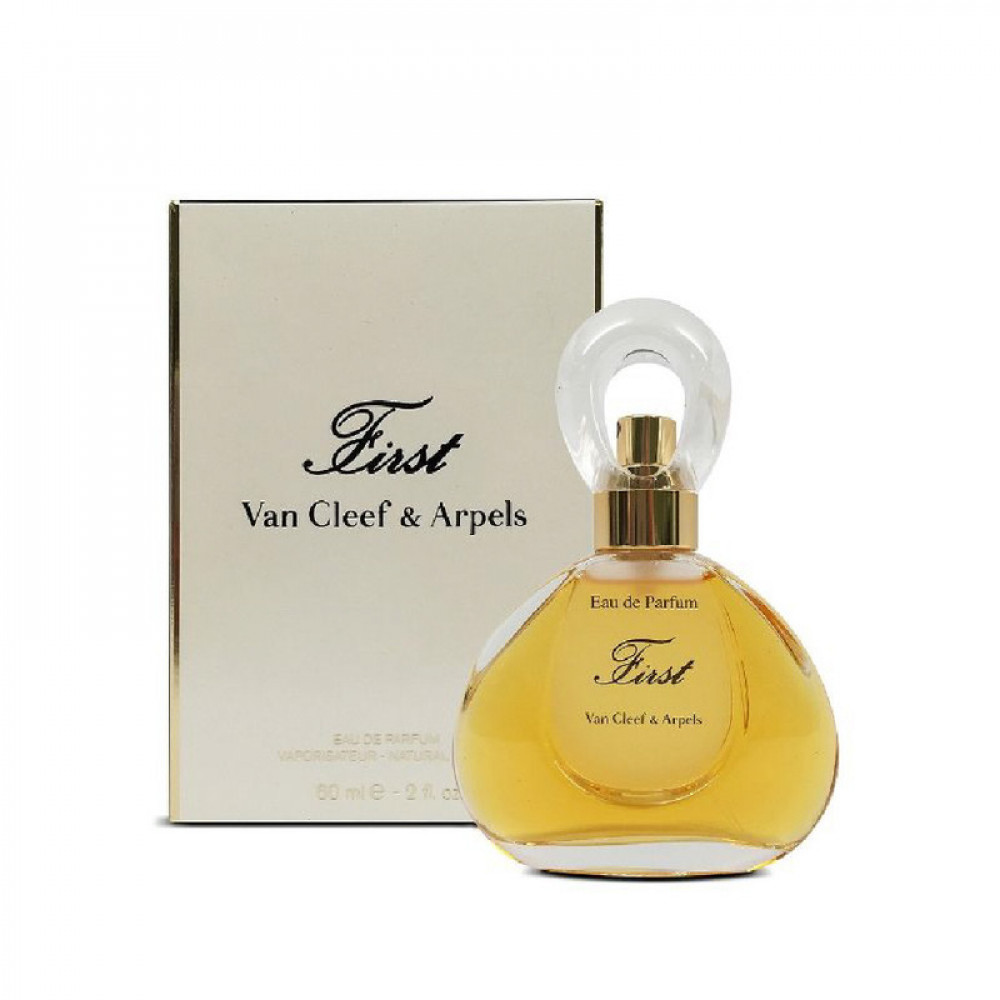 First
Van Cleef & Arpels
EAU DE PARFUM
VAPORISATEUR - NATURAL
60 ml e - 2 fl. oz
Eau de Parfum
First
Van Cleef & Arpels